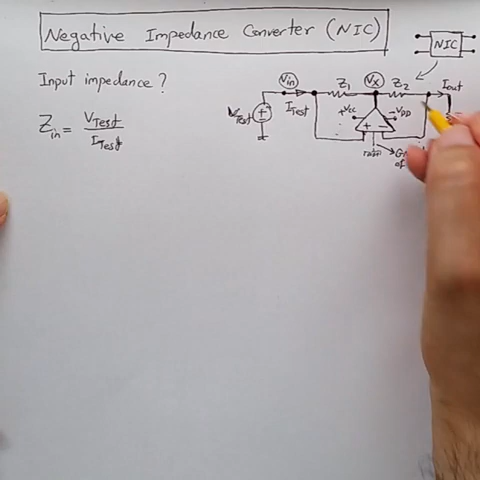 Negative Impedance Converter (NIC)
NIC
Input impedance?
Zin = VTest / ITest
Vin
Z1
Vx
Z2
Iout
VTest
ITest
+Vcc
-VDD